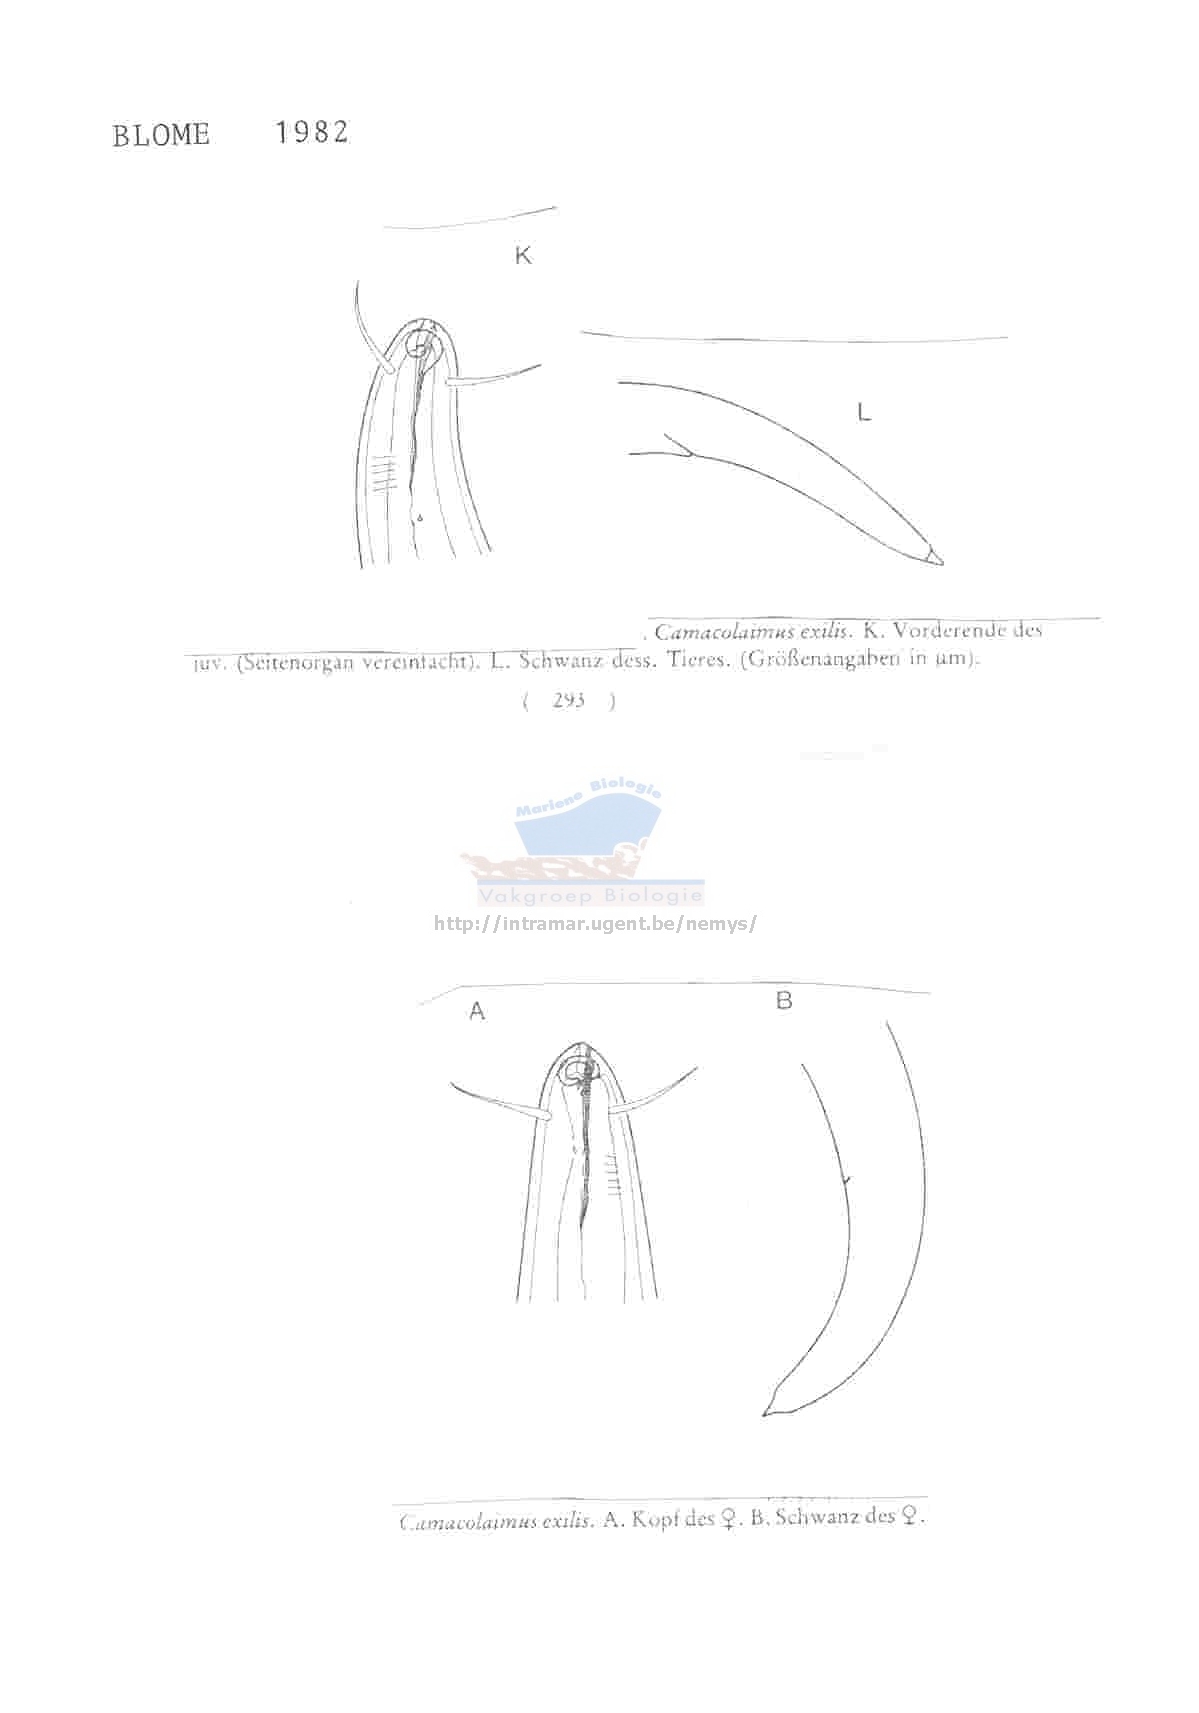 BLOME 1982
K
L
. Camacolaimus exilis. K. Vorderende des
juv. (Seitenorgan vereinfacht). L. Schwanz dess. Tieres. (Größenangaben in µm).
( 293 )
Mariene Biologie
Vakgroep Biologie
http://intramar.ugent.be/nemys/
A
B
Camacolaimus exilis. A. Kopf des ♀. B. Schwanz des ♀.